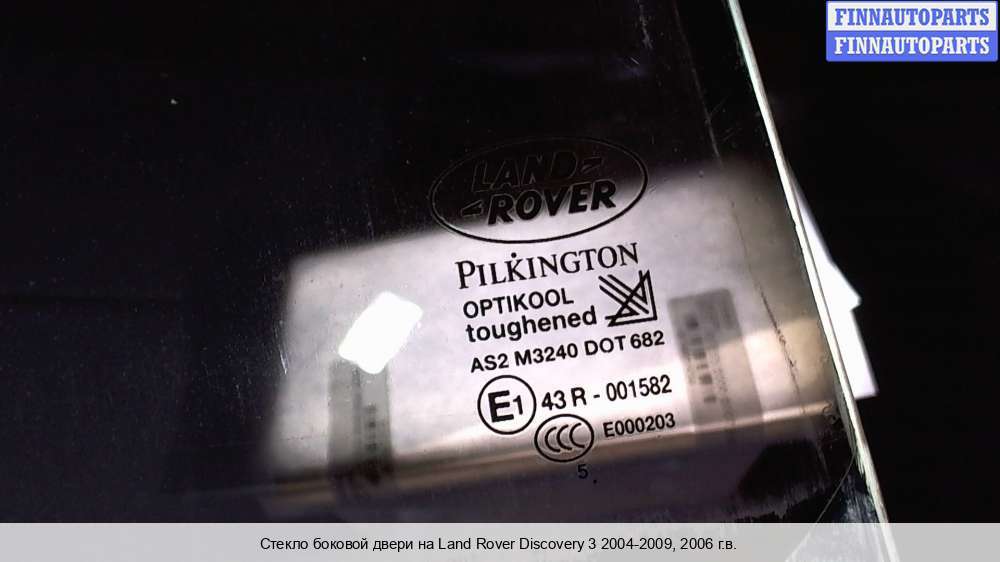 FINNAUTOPARTS
FINNAUTOPARTS
LAND
ROVER
PILKINGTON
OPTIKOOL
toughened
AS2 M3240 DOT 682
E1 43 R - 001582
CCC E000203
5.
Стекло боковой двери на Land Rover Discovery 3 2004-2009, 2006 г.в.